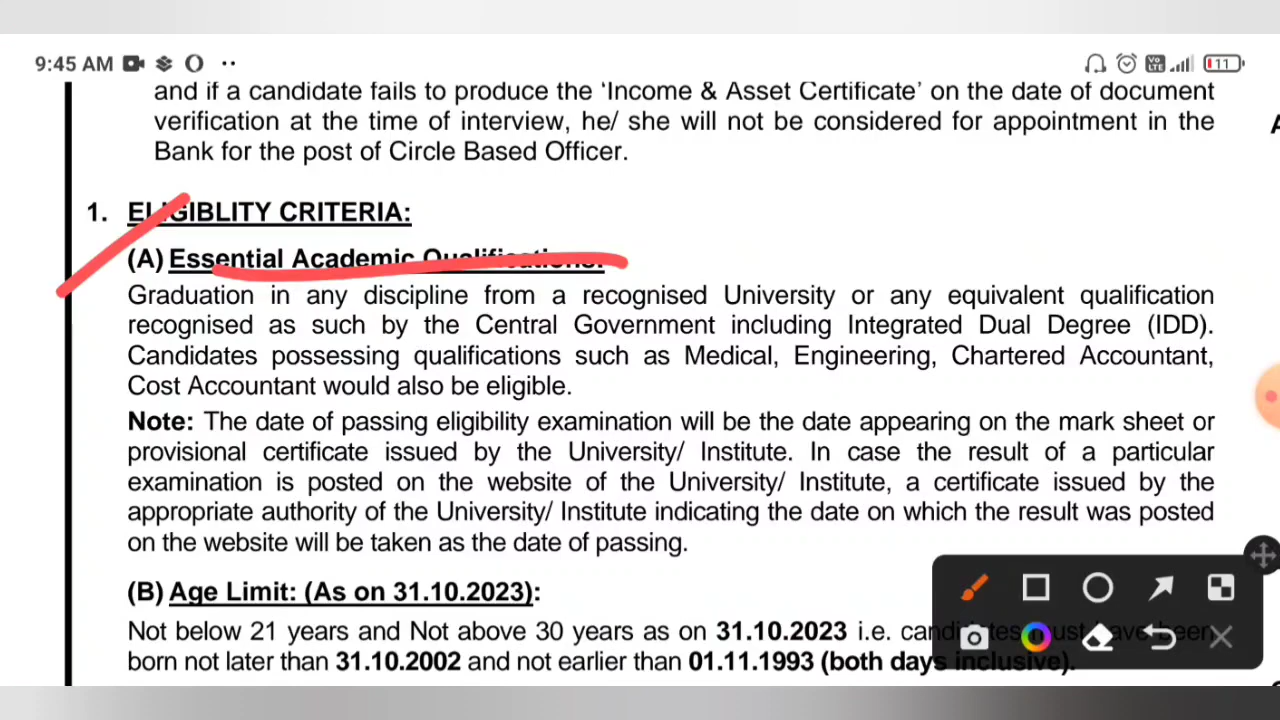 9:45 AM
11
and if a candidate fails to produce the ‘Income & Asset Certificate’ on the date of document
verification at the time of interview, he/ she will not be considered for appointment in the
Bank for the post of Circle Based Officer.
1. ELIGIBLITY CRITERIA:
(A) Essential Academic Qualifications:
Graduation in any discipline from a recognised University or any equivalent qualification
recognised as such by the Central Government including Integrated Dual Degree (IDD).
Candidates possessing qualifications such as Medical, Engineering, Chartered Accountant,
Cost Accountant would also be eligible.
Note: The date of passing eligibility examination will be the date appearing on the mark sheet or
provisional certificate issued by the University/ Institute. In case the result of a particular
examination is posted on the website of the University/ Institute, a certificate issued by the
appropriate authority of the University/ Institute indicating the date on which the result was posted
on the website will be taken as the date of passing.
(B) Age Limit: (As on 31.10.2023):
Not below 21 years and Not above 30 years as on 31.10.2023 i.e. candidates must have been
born not later than 31.10.2002 and not earlier than 01.11.1993 (both days inclusive).